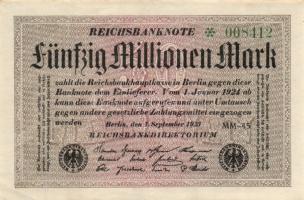 REICHSBANKNOTE * 008412
Fünfzig Millionen Mark
zahlt die Reichsbankhauptkasse in Berlin gegen diese
Banknote dem Einlieferer. Vom 1. Januar 1924 ab
kann diese Banknote aufgerufen und unter Umtausch
gegen andere gesetzliche Zahlungsmittel eingezogen
werden
Berlin, den 1. September 1923 MM-45
REICHSBANKDIREKTORIUM